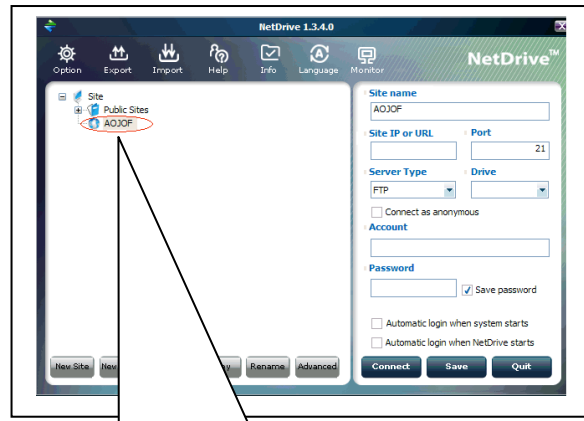 NetDrive 1.3.4.0
Option Export Import Help Info Language Monitor
NetDrive™
Site
Public Sites
AOJOF
Site name
AOJOF
Site IP or URL Port
21
Server Type Drive
FTP
Connect as anonymous
Account
Password
Save password
Automatic login when system starts
Automatic login when NetDrive starts
New Site New Rename Advanced
Connect Save Quit